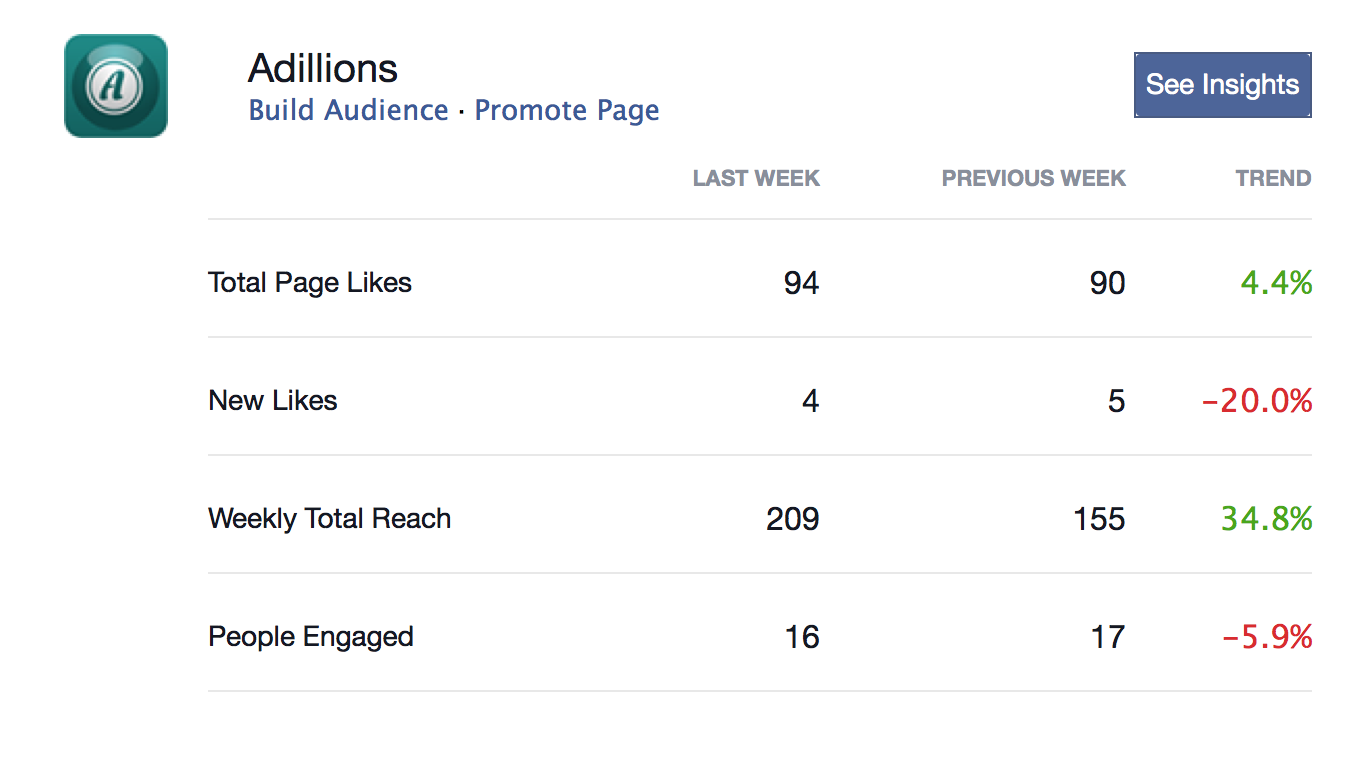 A
Adillions
Build Audience · Promote Page
See Insights
LAST WEEK PREVIOUS WEEK TREND
Total Page Likes 94 90 4.4%
New Likes 4 5 −20.0%
Weekly Total Reach 209 155 34.8%
People Engaged 16 17 −5.9%